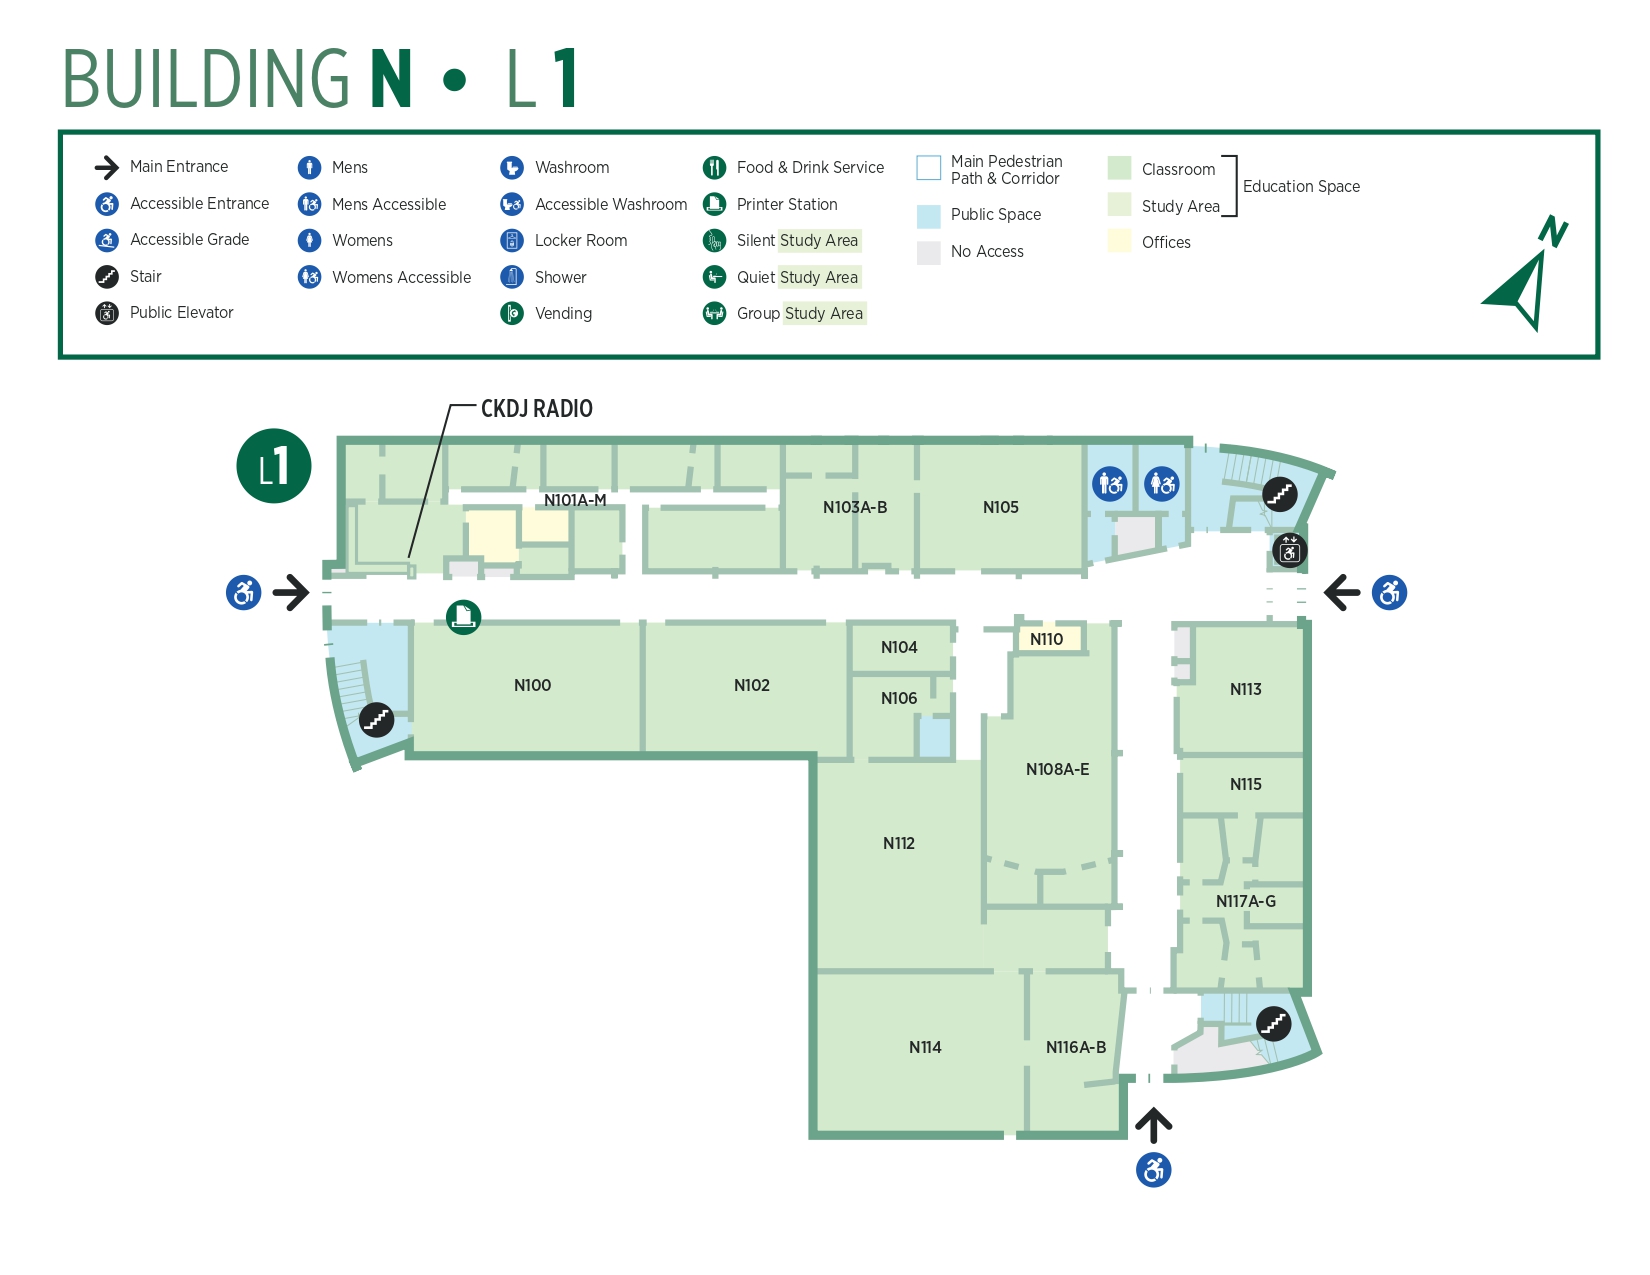 BUILDING N • L 1
Main Entrance
Accessible Entrance
Accessible Grade
Stair
Public Elevator
Mens
Mens Accessible
Womens
Womens Accessible
Washroom
Accessible Washroom
Locker Room
Shower
Vending
Food & Drink Service
Printer Station
Silent Study Area
Quiet Study Area
Group Study Area
Main Pedestrian
Path & Corridor
Public Space
No Access
Classroom
Study Area
Offices
Education Space
N
CKDJ RADIO
L1
N101A-M
N103A-B
N105
N110
N104
N100
N102
N106
N113
N108A-E
N115
N112
N117A-G
N114
N116A-B